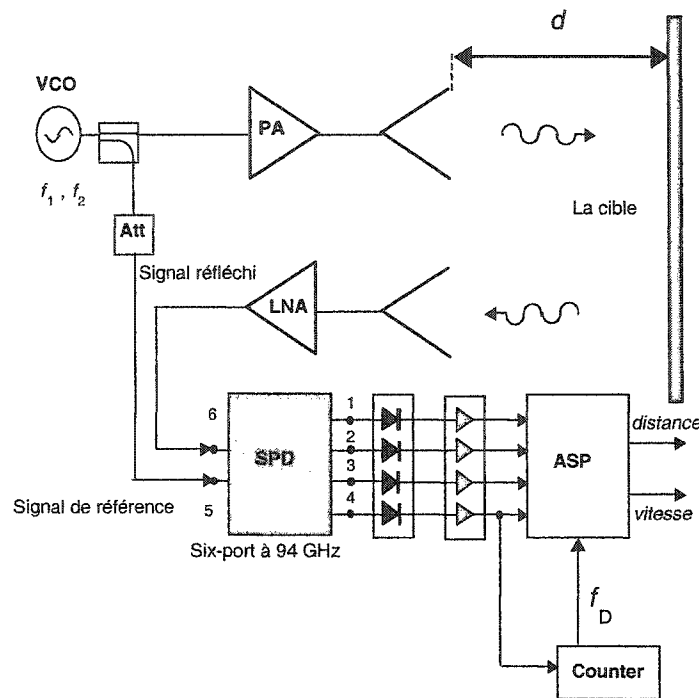 d
VCO
PA
f1 , f2
La cible
Att
Signal réfléchi
LNA
1
6
2
distance
SPD
3
ASP
4
Signal de référence
5
vitesse
Six-port à 94 GHz
fD
Counter